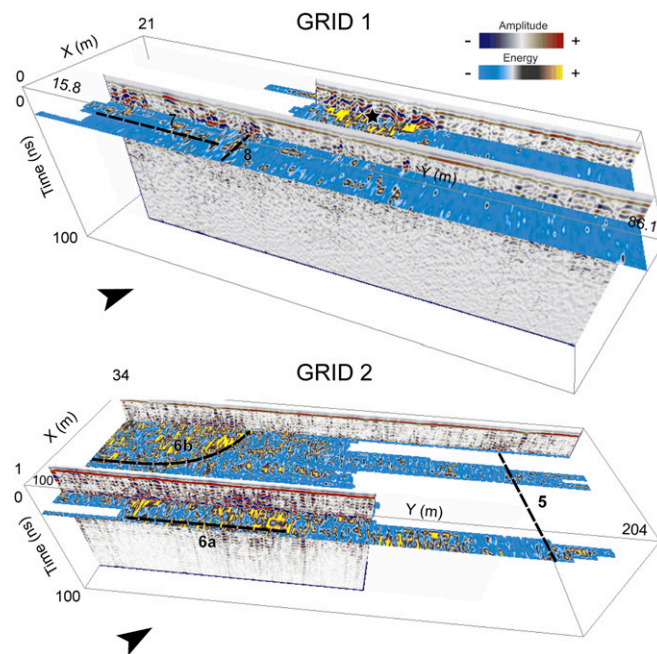 GRID 1
21
X (m)
Amplitude
- +
Energy
- +
0
0
15.8
7
8
Y (m)
86.1
Time (ns)
100
GRID 2
34
X (m)
6b
1
0
100
Y (m)
5
204
6a
Time (ns)
100